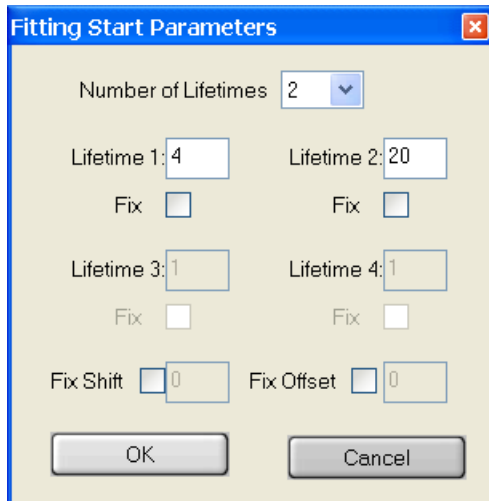 Fitting Start Parameters
Number of Lifetimes 2
Lifetime 1: 4 Lifetime 2: 20
Fix Fix
Lifetime 3: 1 Lifetime 4: 1
Fix Fix
Fix Shift 0 Fix Offset 0
OK Cancel